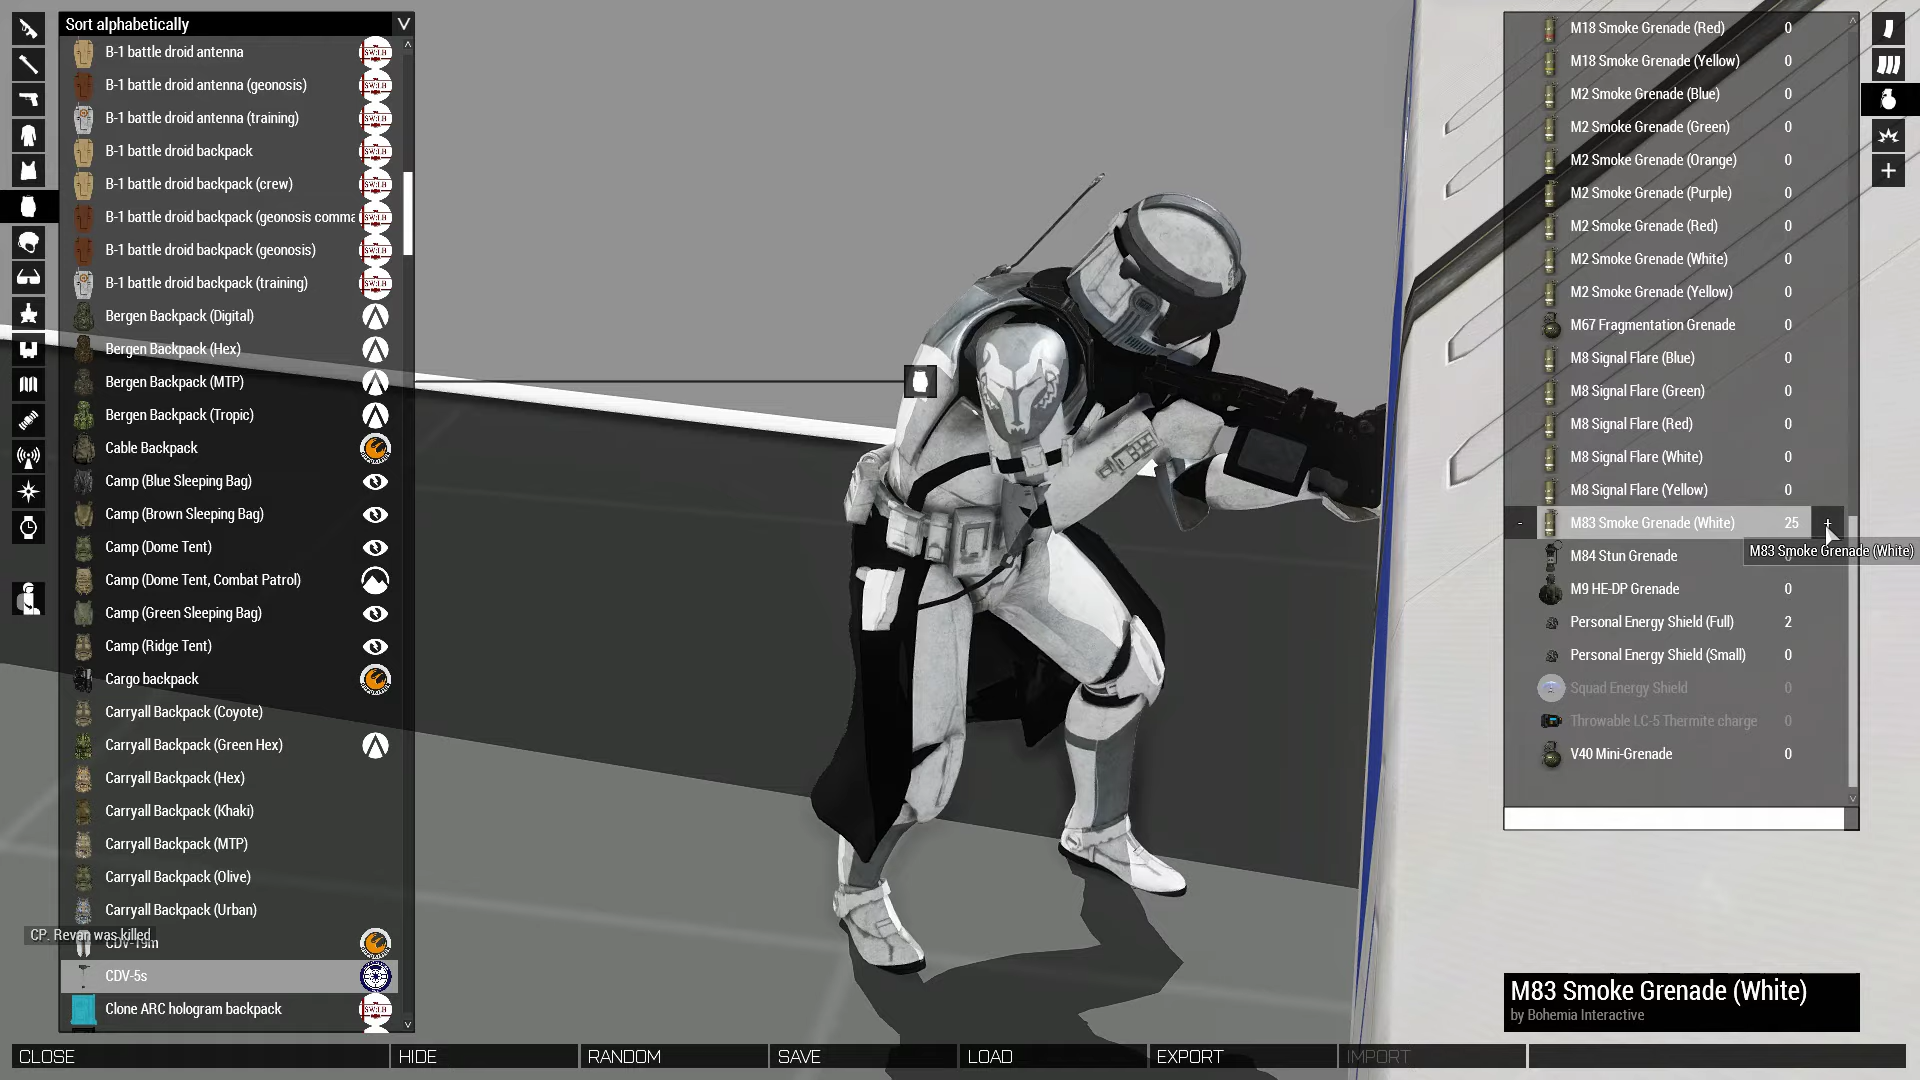 Sort alphabetically
B-1 battle droid antenna
B-1 battle droid antenna (geonosis)
B-1 battle droid antenna (training)
B-1 battle droid backpack
B-1 battle droid backpack (crew)
B-1 battle droid backpack (geonosis comma
B-1 battle droid backpack (geonosis)
B-1 battle droid backpack (training)
Bergen Backpack (Digital)
Bergen Backpack (Hex)
Bergen Backpack (MTP)
Bergen Backpack (Tropic)
Cable Backpack
Camp (Blue Sleeping Bag)
Camp (Brown Sleeping Bag)
Camp (Dome Tent)
Camp (Dome Tent, Combat Patrol)
Camp (Green Sleeping Bag)
Camp (Ridge Tent)
Cargo backpack
Carryall Backpack (Coyote)
Carryall Backpack (Green Hex)
Carryall Backpack (Hex)
Carryall Backpack (Khaki)
Carryall Backpack (MTP)
Carryall Backpack (Olive)
Carryall Backpack (Urban)
CP. Revan was killed
CDV-19m
CDV-5s
Clone ARC hologram backpack
M18 Smoke Grenade (Red) 0
M18 Smoke Grenade (Yellow) 0
M2 Smoke Grenade (Blue) 0
M2 Smoke Grenade (Green) 0
M2 Smoke Grenade (Orange) 0
M2 Smoke Grenade (Purple) 0
M2 Smoke Grenade (Red) 0
M2 Smoke Grenade (White) 0
M2 Smoke Grenade (Yellow) 0
M67 Fragmentation Grenade 0
M8 Signal Flare (Blue) 0
M8 Signal Flare (Green) 0
M8 Signal Flare (Red) 0
M8 Signal Flare (White) 0
M8 Signal Flare (Yellow) 0
- M83 Smoke Grenade (White) 25 +
M83 Smoke Grenade (White)
M84 Stun Grenade
M9 HE-DP Grenade 0
Personal Energy Shield (Full) 2
Personal Energy Shield (Small) 0
Squad Energy Shield 0
Throwable LC-5 Thermite charge 0
V40 Mini-Grenade 0
M83 Smoke Grenade (White)
by Bohemia Interactive
CLOSE HIDE RANDOM SAVE LOAD EXPORT IMPORT